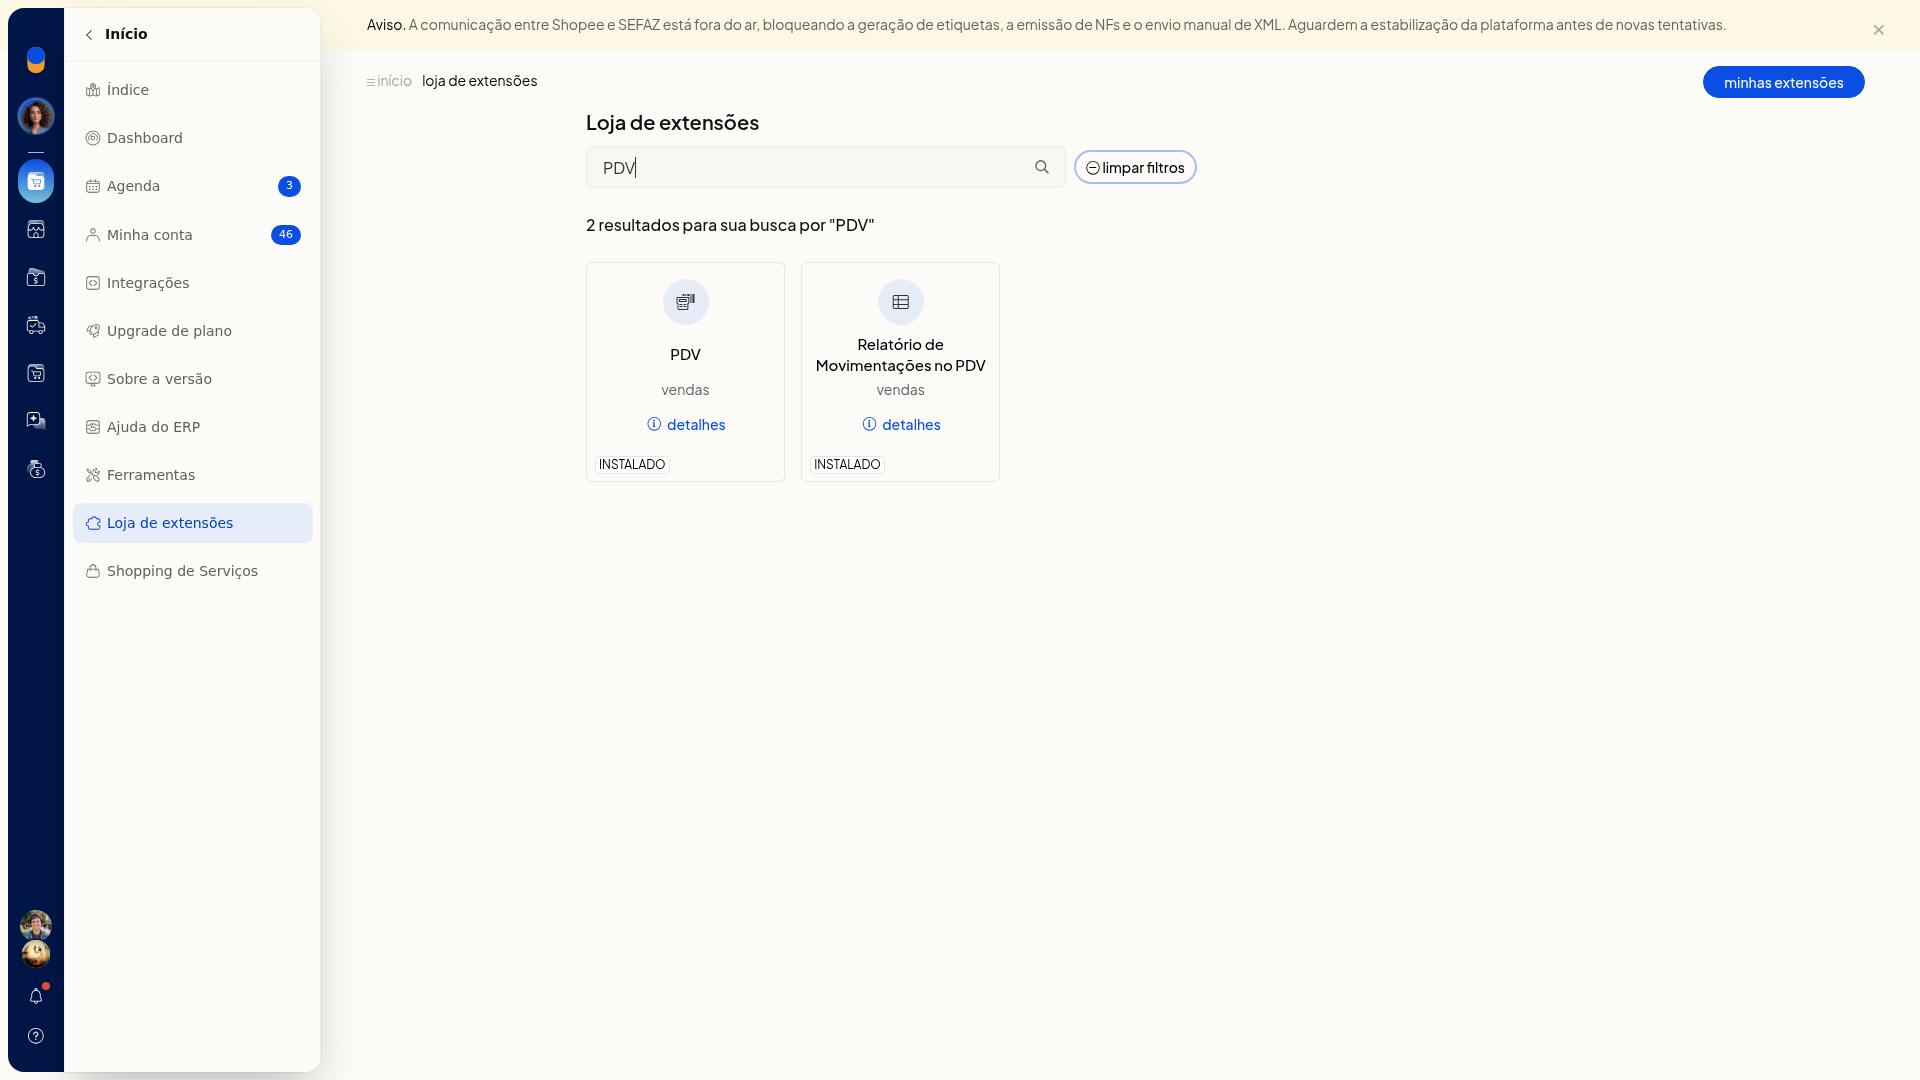 Início
Índice
Dashboard
Agenda
3
Minha conta
46
Integrações
Upgrade de plano
Sobre a versão
Ajuda do ERP
Ferramentas
Loja de extensões
Shopping de Serviços
Aviso. A comunicação entre Shopee e SEFAZ está fora do ar, bloqueando a geração de etiquetas, a emissão de NFs e o envio manual de XML. Aguardem a estabilização da plataforma antes de novas tentativas.
início loja de extensões
minhas extensões
Loja de extensões
PDV
limpar filtros
2 resultados para sua busca por "PDV"
PDV
vendas
detalhes
INSTALADO
Relatório de
Movimentações no PDV
vendas
detalhes
INSTALADO